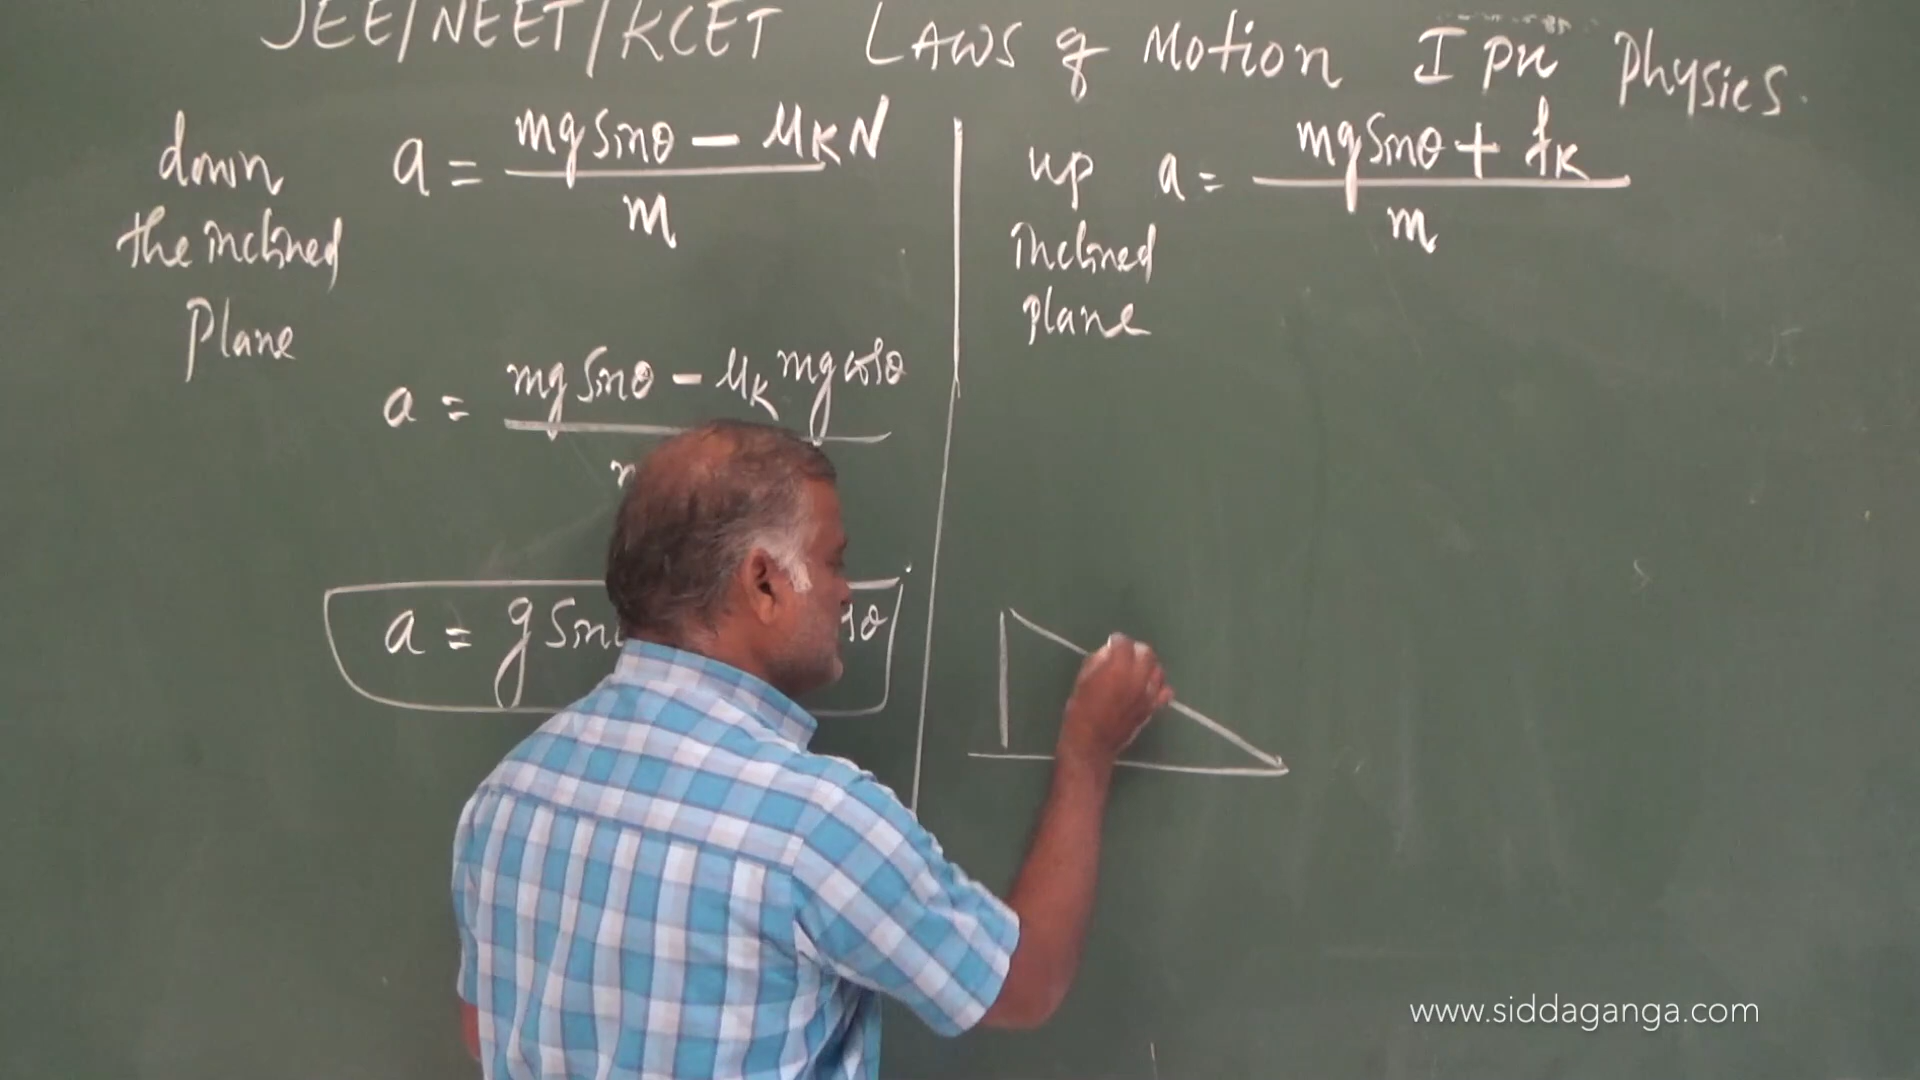 JEE/NEET/KCET Laws of Motion I PU Physics.
down the inclined plane
a = (mg sinθ − μₖN) / m
a = (mg sinθ − μₖ mg cosθ) /
a = g sin
up inclined plane
a = (mg sinθ + fₖ) / m
www.siddaganga.com